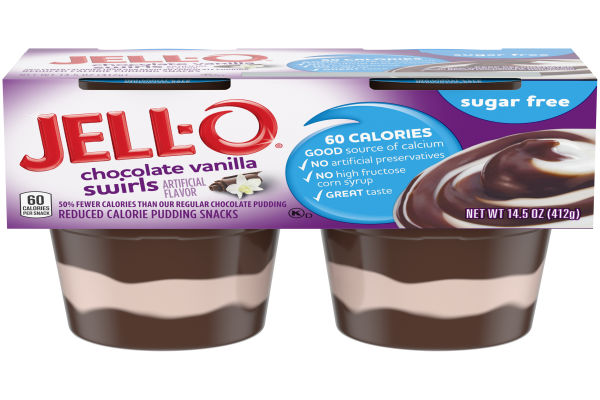 sugar free
JELL-O®
chocolate vanilla
swirls ARTIFICIAL
FLAVOR
60
CALORIES
PER SNACK
50% FEWER CALORIES THAN OUR REGULAR CHOCOLATE PUDDING
REDUCED CALORIE PUDDING SNACKS
K D
60 CALORIES
GOOD source of calcium
✓ NO artificial preservatives
✓ NO high fructose
corn syrup
✓ GREAT taste
sugar free
NET WT 14.5 OZ (412g)